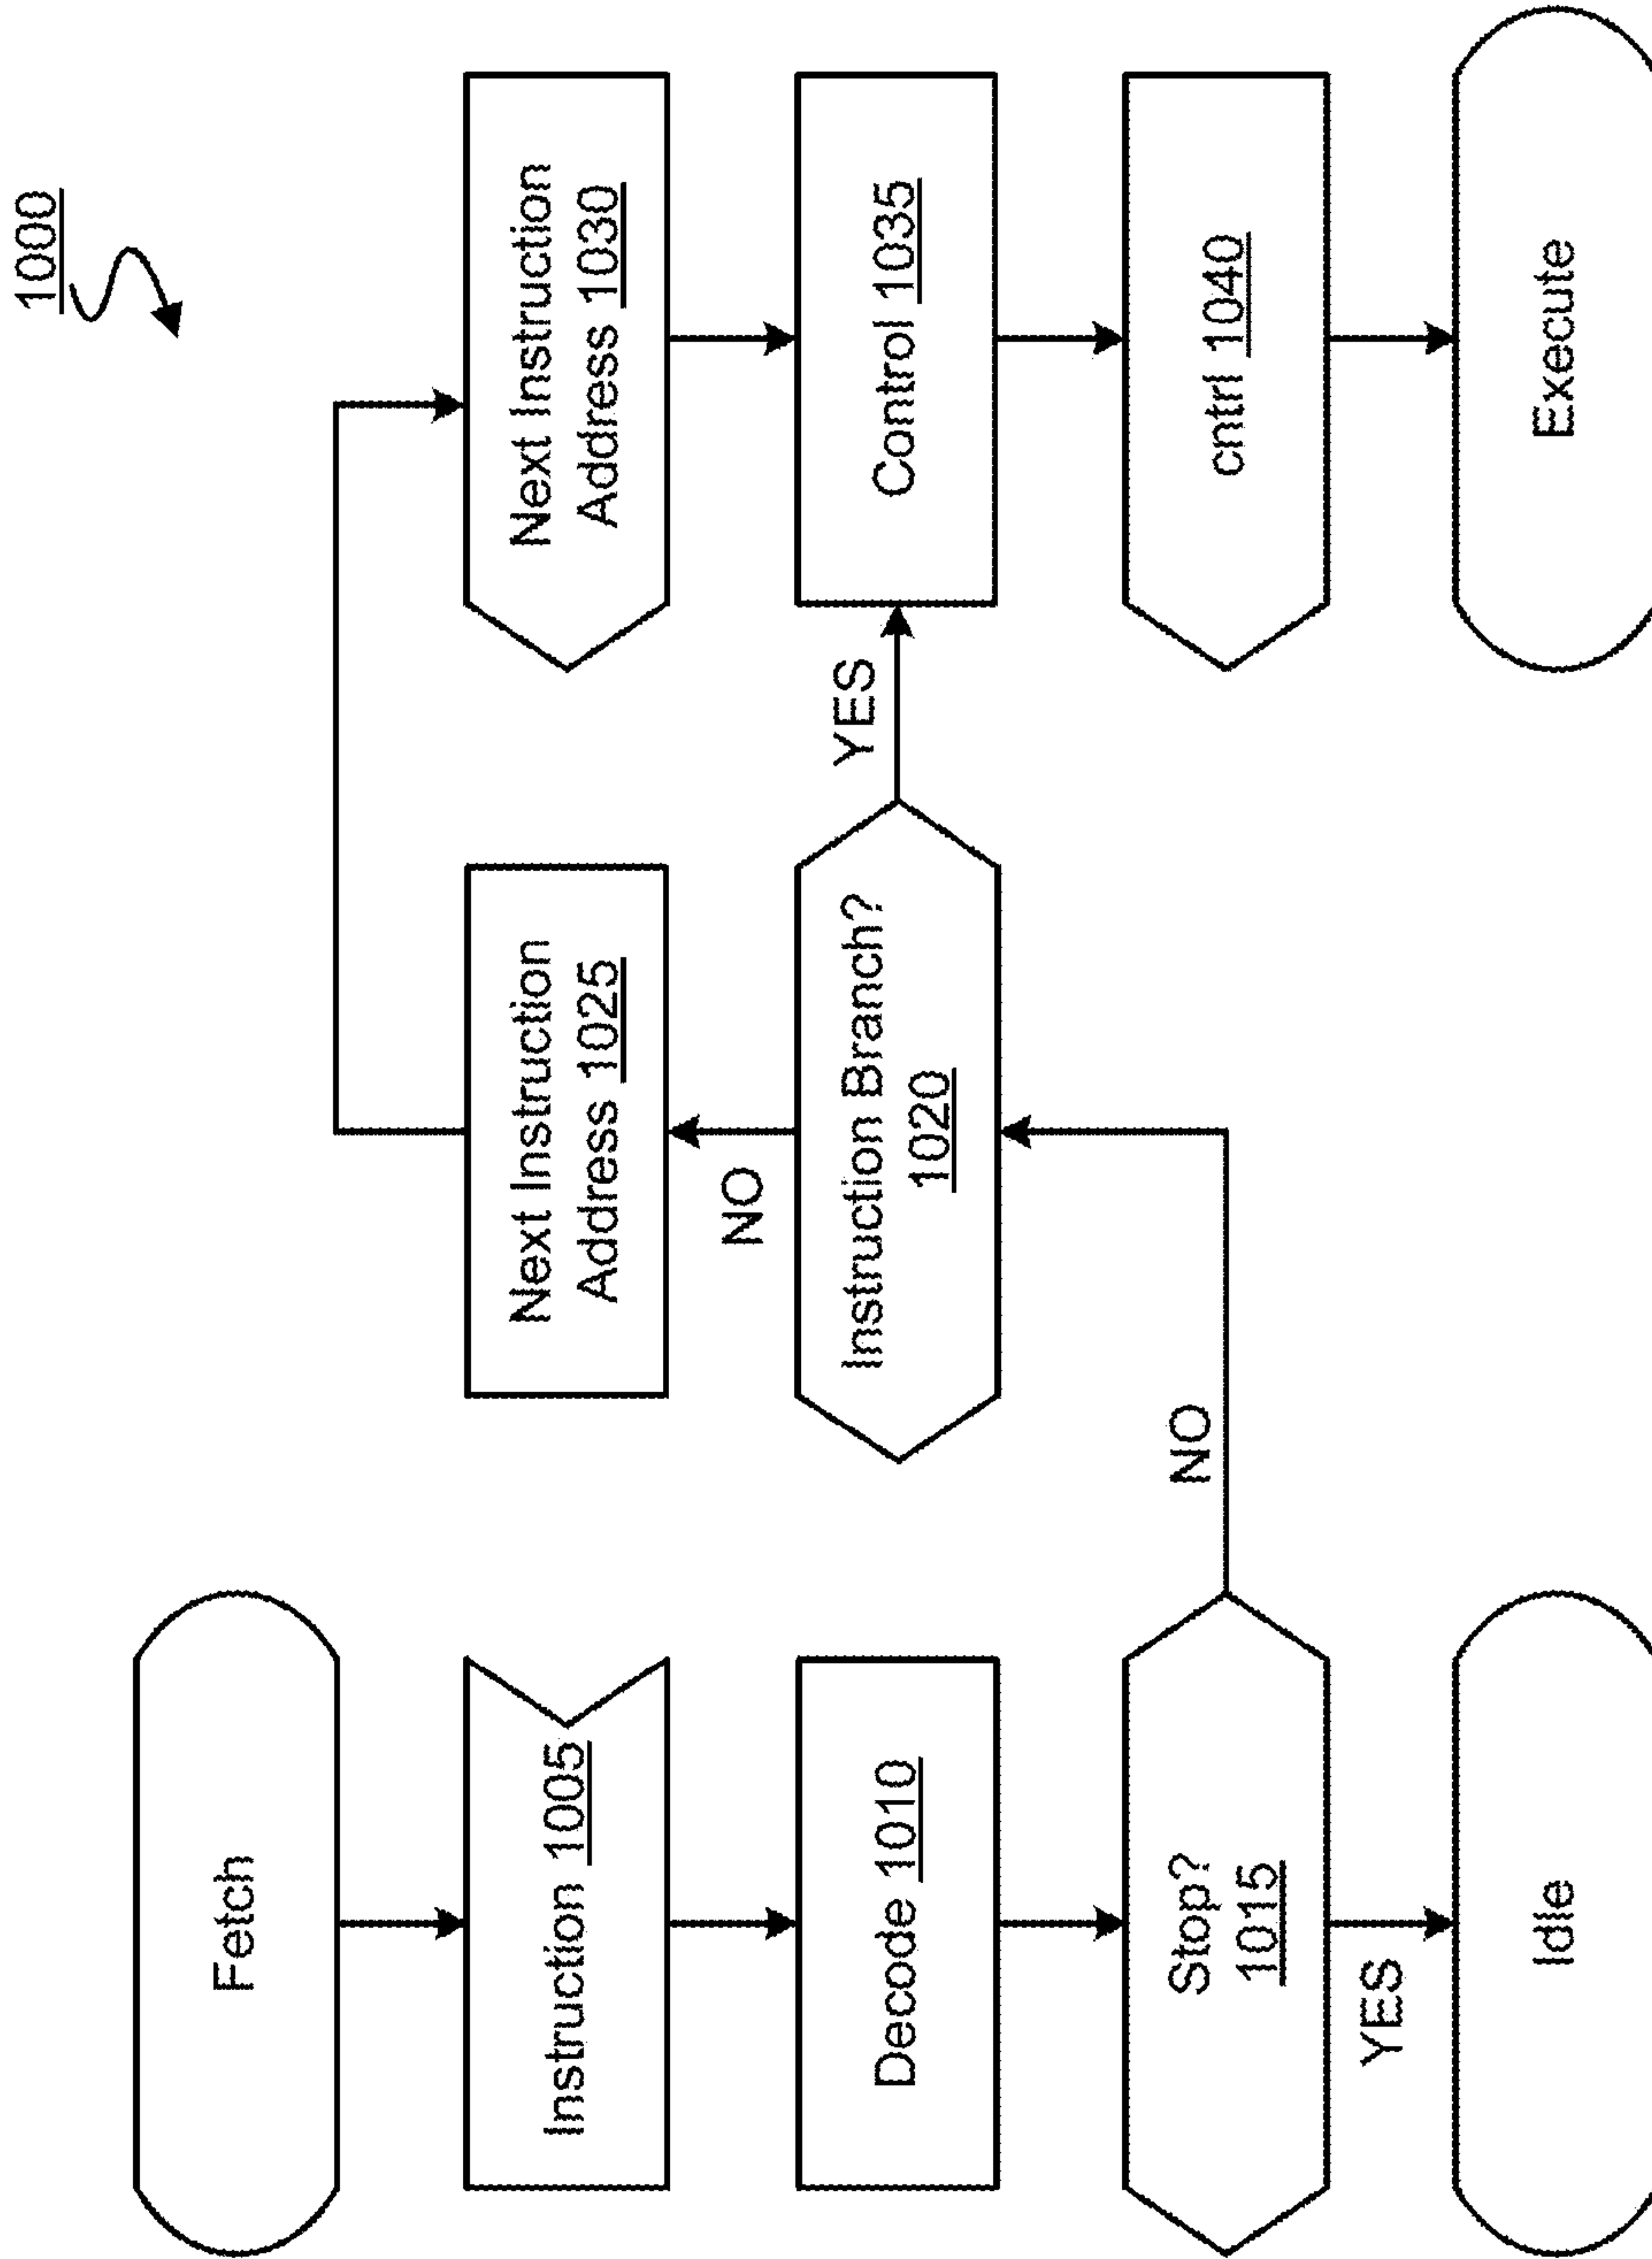 1000
Fetch
Instruction 1005
Decode 1010
Stop?
1015
YES
Idle
NO
Instruction Branch?
1020
NO
Next Instruction
Address 1025
YES
Next Instruction
Address 1030
Control 1035
cntrl 1040
Execute